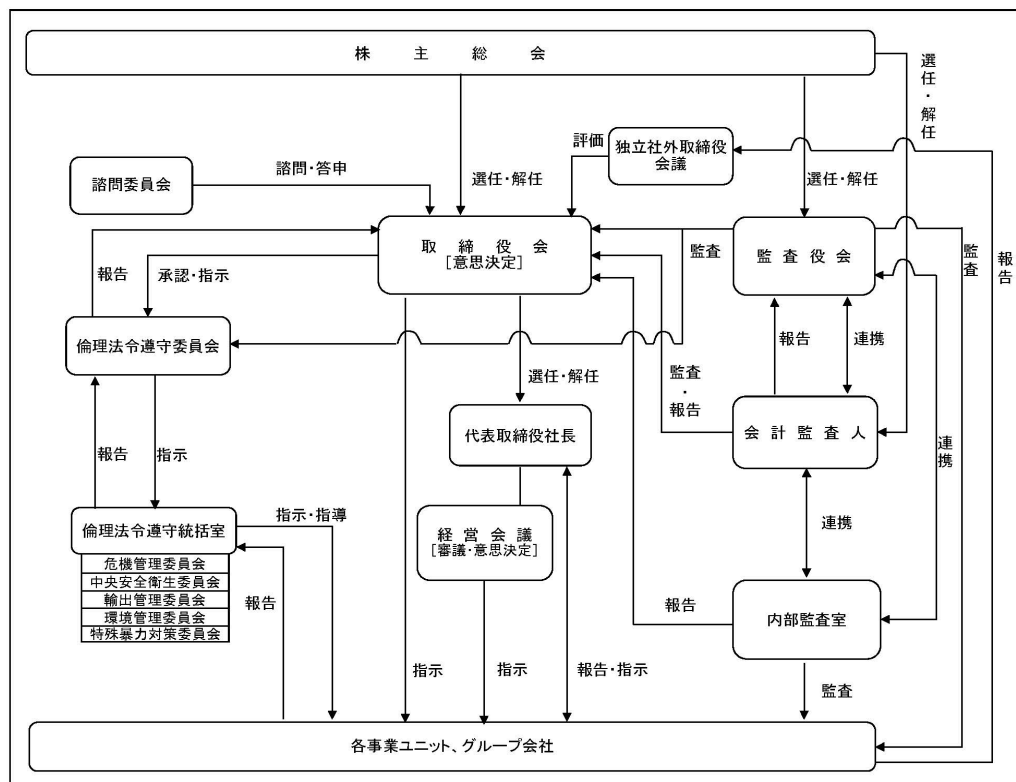 株主総会
選任・解任
評価
独立社外取締役
会議
諮問委員会
諮問・答申
選任・解任
選任・解任
取締役会
[意思決定]
監査
監査役会
監査
報告
報告
承認・指示
倫理法令遵守委員会
報告
連携
選任・解任
監査・報告
代表取締役社長
会計監査人
連携
報告
指示
倫理法令遵守統括室
指示・指導
経営会議
[審議・意思決定]
連携
危機管理委員会
中央安全衛生委員会
輸出管理委員会
環境管理委員会
特殊暴力対策委員会
報告
報告
内部監査室
指示
指示
報告・指示
監査
各事業ユニット、グループ会社